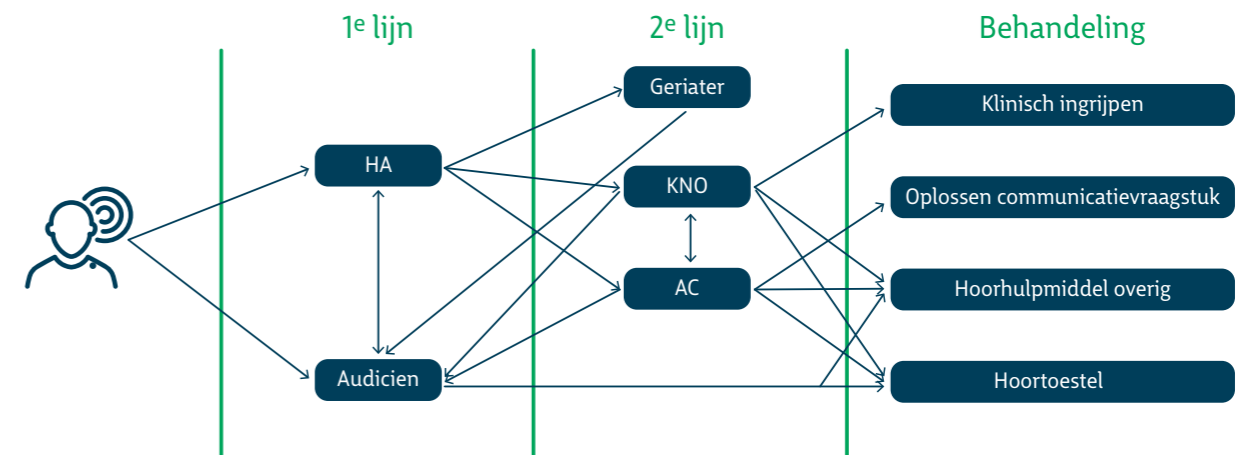 1e lijn
2e lijn
Behandeling
Geriater
Klinisch ingrijpen
HA
KNO
Oplossen communicatievraagstuk
AC
Hoorhulpmiddel overig
Audicien
Hoortoestel